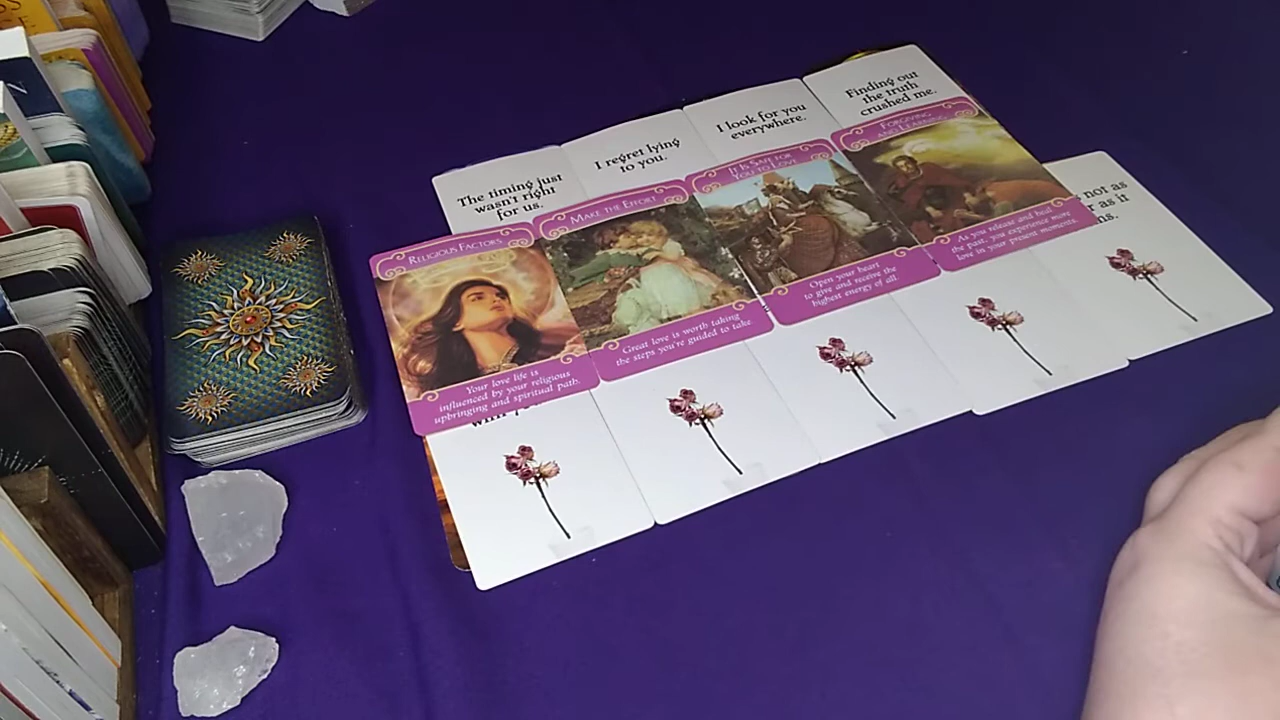 The timing just
wasn't right
for us.
I regret lying
to you.
I look for you
everywhere.
Finding out
the truth
crushed me.
not as
as it
Religious Factors
Your love life is
influenced by your religious
upbringing and spiritual path.
Make the Effort
Great love is worth taking
the steps you're guided to take.
It Is Safe for
You to Love
Open your heart
to give and receive the
highest energy of all.
Forgiving
and Learning
As you release and heal
the past, you experience more
love in your present moments.